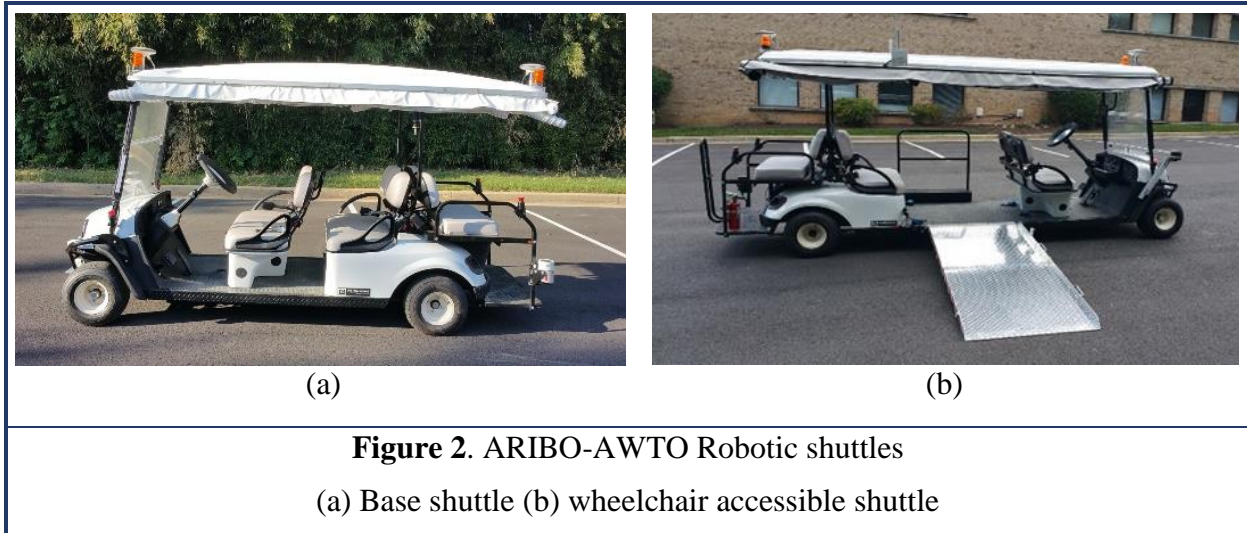 (a)
(b)
Figure 2. ARIBO-AWTO Robotic shuttles
(a) Base shuttle (b) wheelchair accessible shuttle